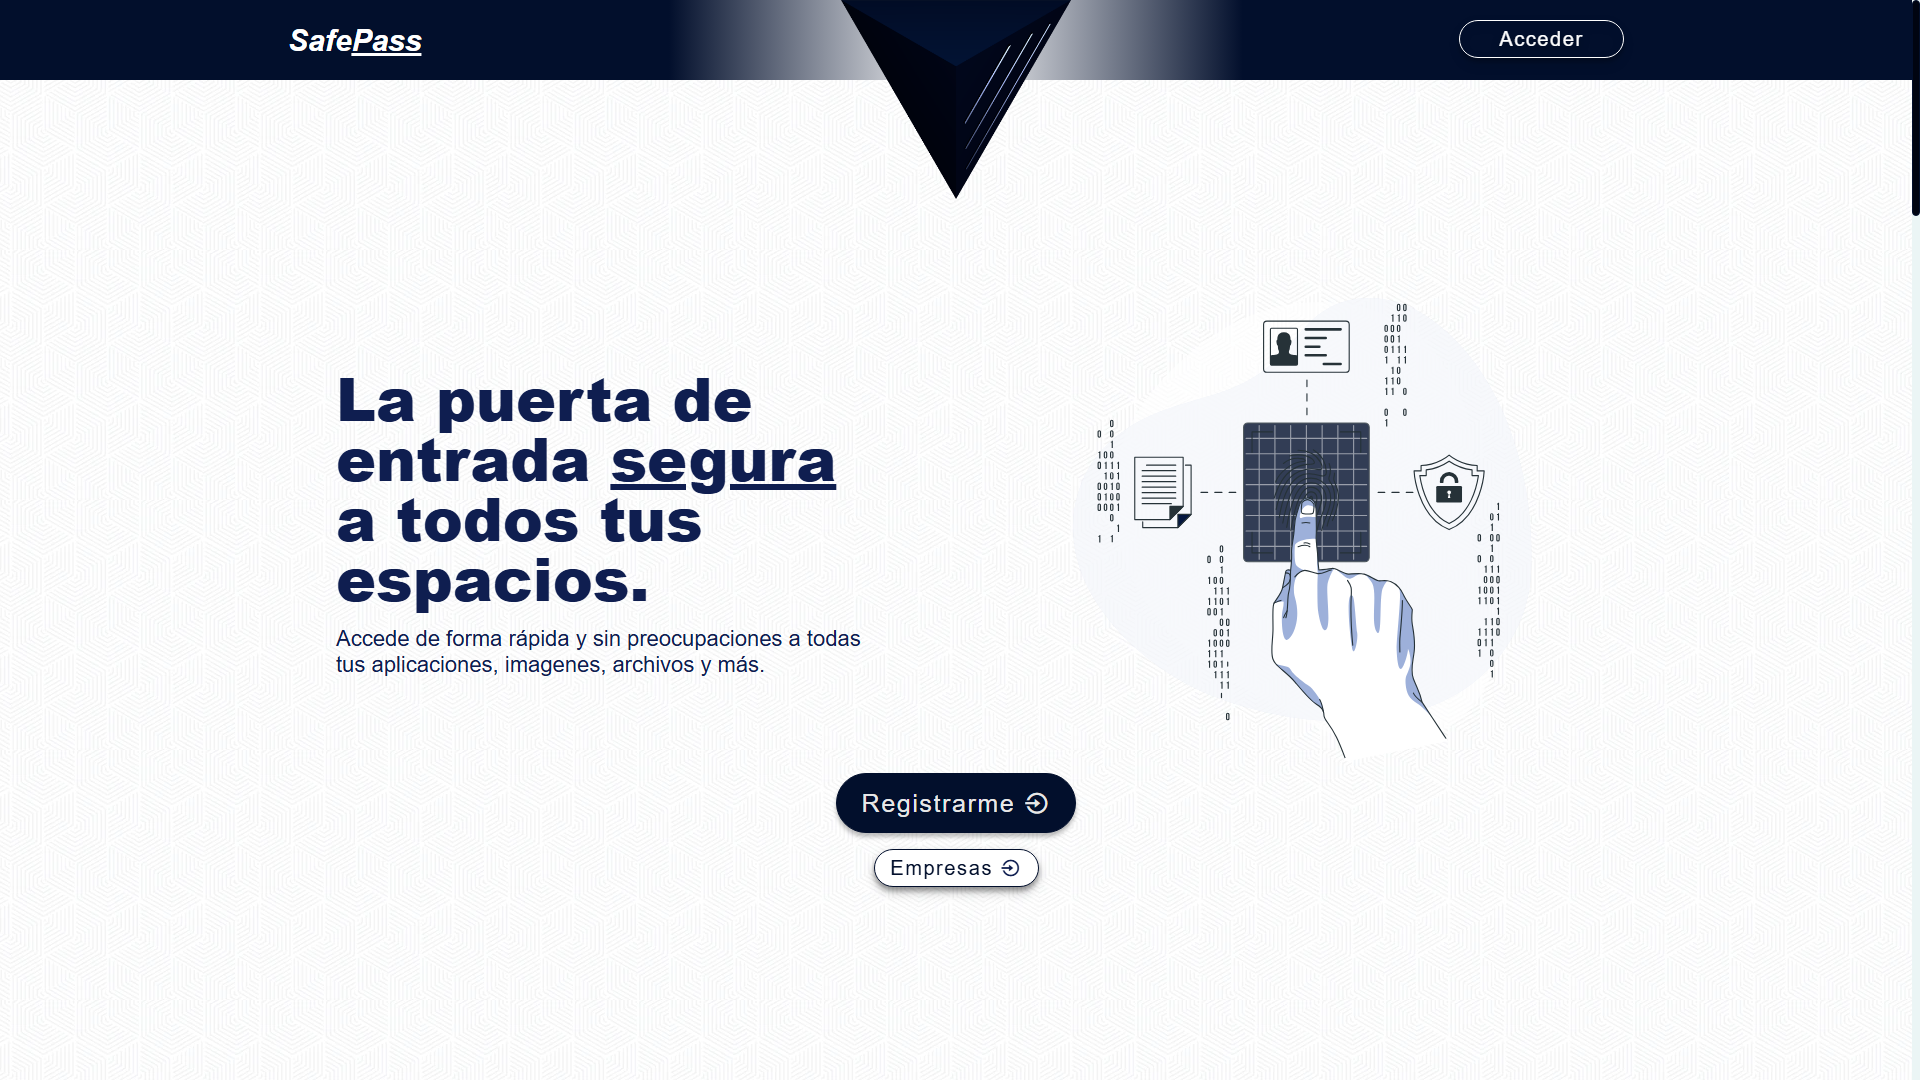 SafePass
Acceder
La puerta de
entrada segura
a todos tus
espacios.
Accede de forma rápida y sin preocupaciones a todas
tus aplicaciones, imagenes, archivos y más.
Registrarme
Empresas